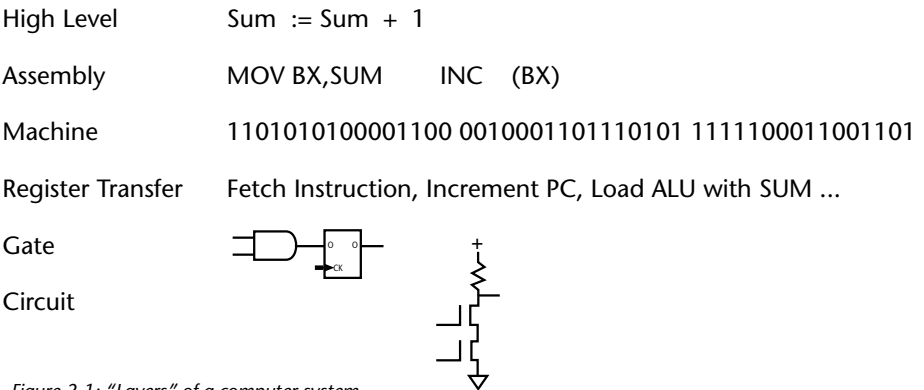 High Level Sum := Sum + 1
Assembly MOV BX,SUM INC (BX)
Machine 1101010100001100 0010001101110101 1111100011001101
Register Transfer Fetch Instruction, Increment PC, Load ALU with SUM ...
Gate
O O
+
CK
Circuit
Figure 2-1: "Layers" of a computer system